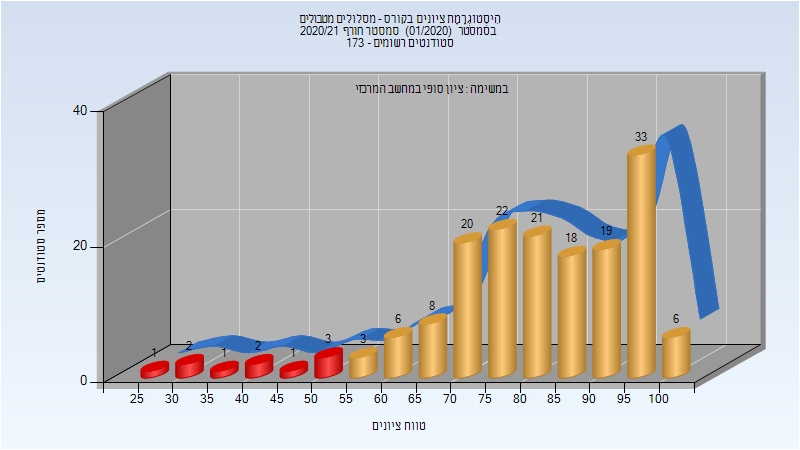 היסטוגרמת ציונים בקורס - מסלולים מטבולים
בסמסטר (01/2020) סמסטר חורף 2020/21
סטודנטים רשומים - 173
במשימה : ציון סופי במחשב המרכזי
מספר סטודנטים
40
20
0
1
2
1
2
1
3
3
6
8
20
22
21
18
19
33
6
25 30 35 40 45 50 55 60 65 70 75 80 85 90 95 100
טווח ציונים